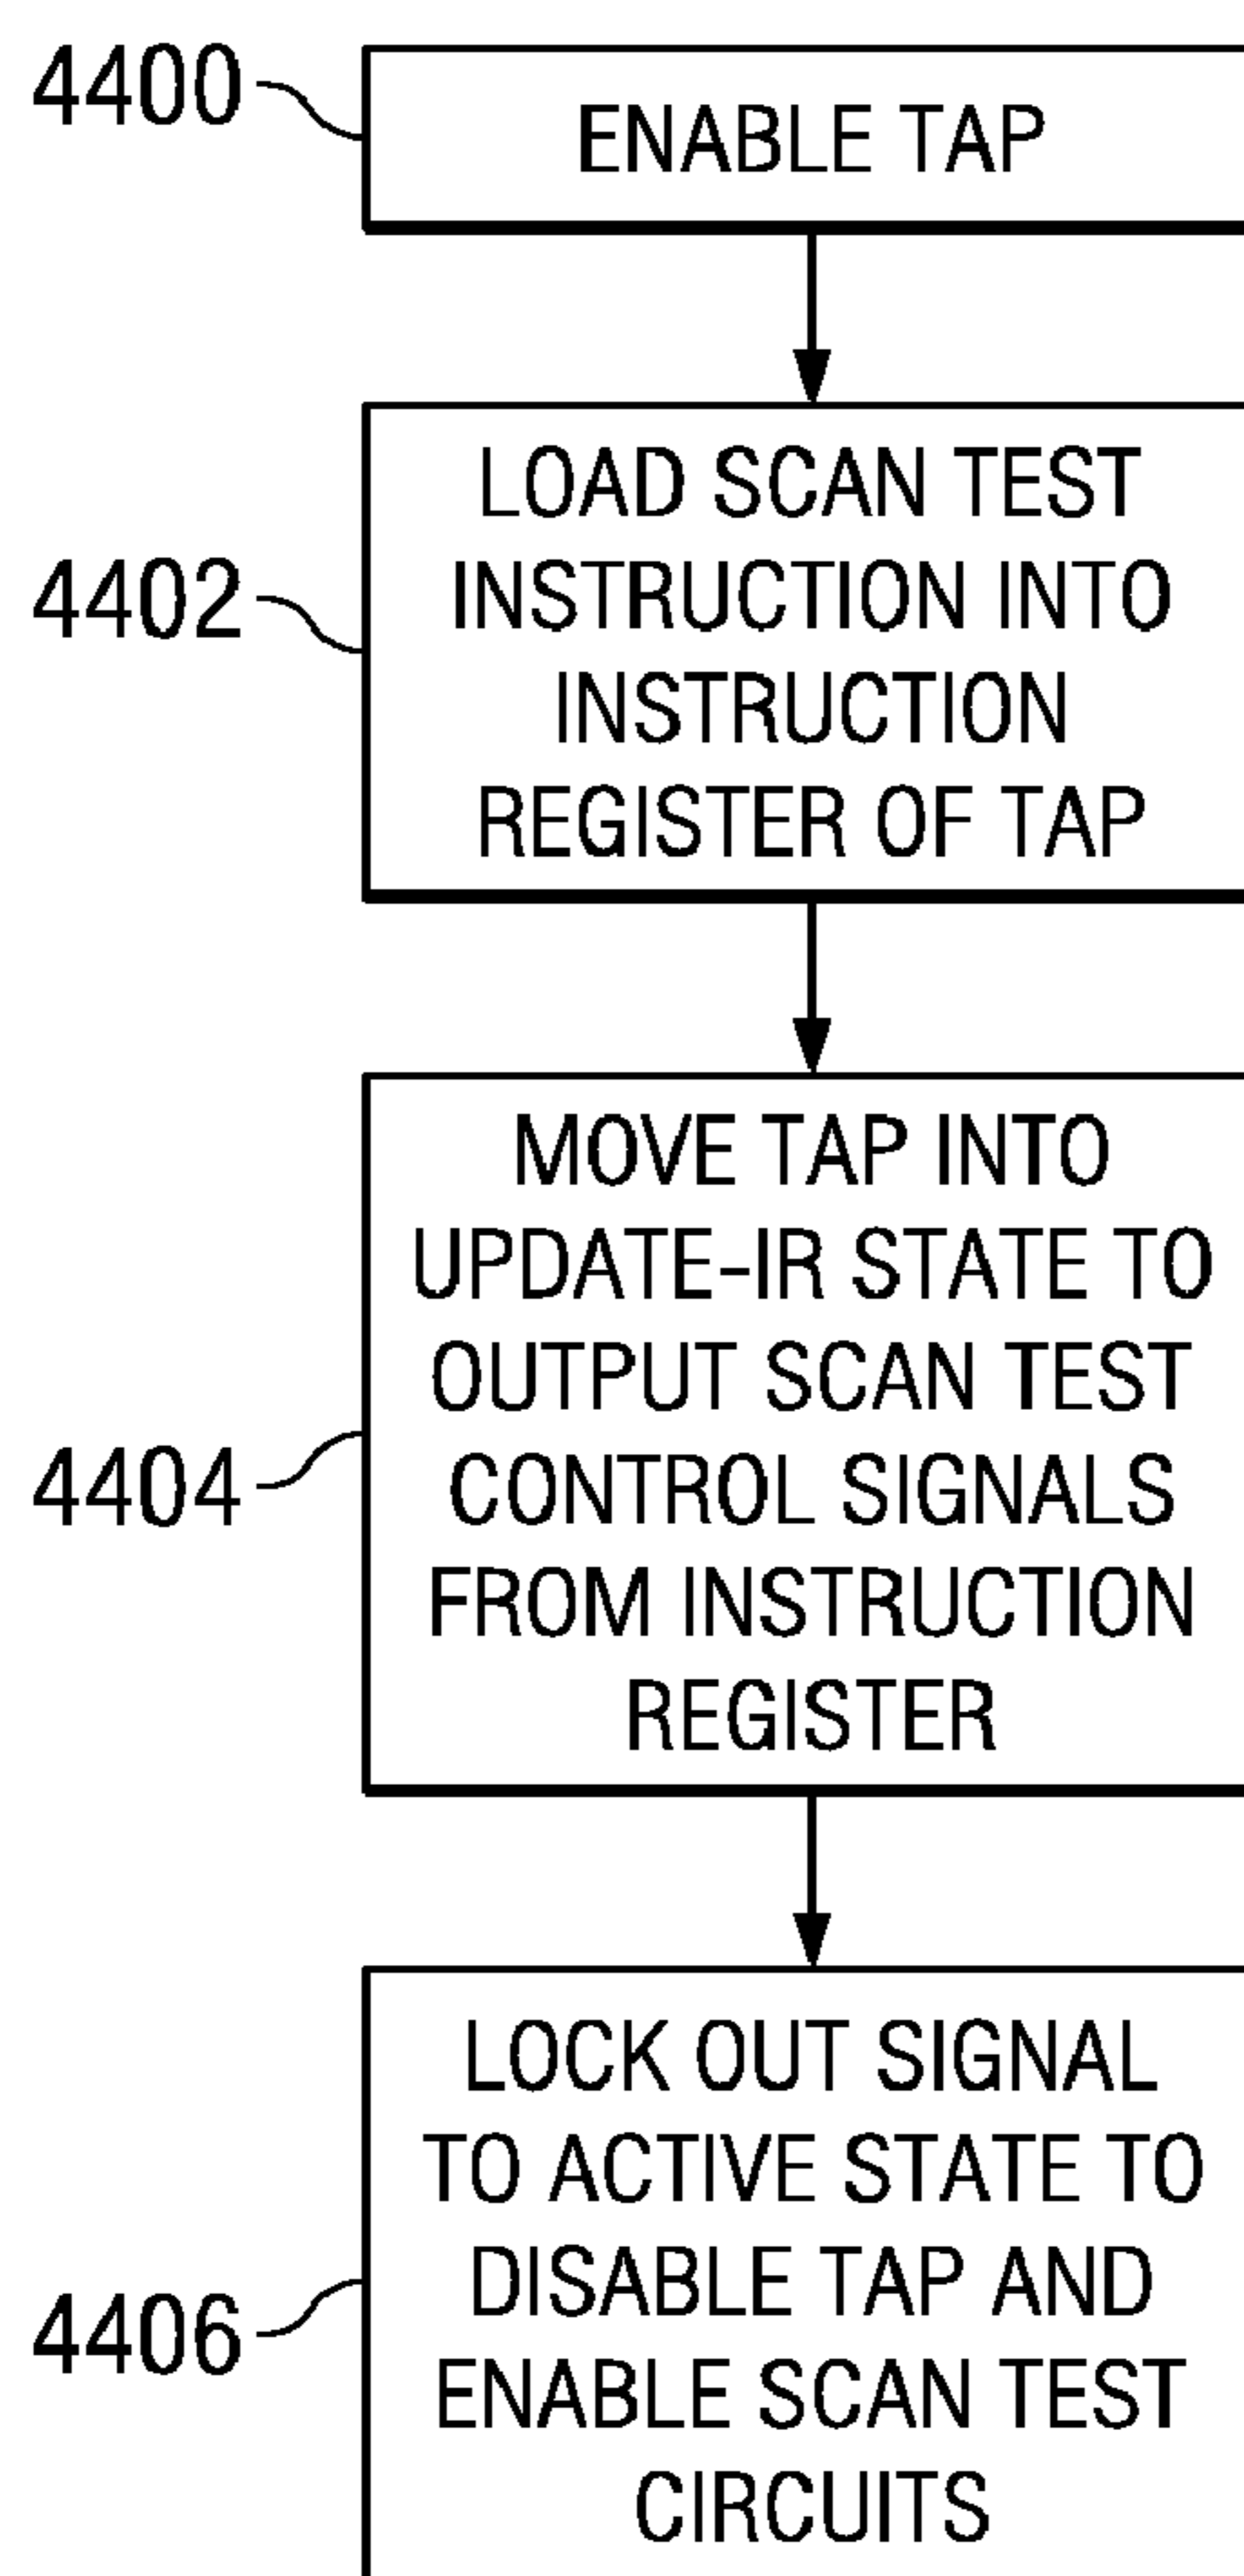 4400
ENABLE TAP
4402
LOAD SCAN TEST
INSTRUCTION INTO
INSTRUCTION
REGISTER OF TAP
4404
MOVE TAP INTO
UPDATE-IR STATE TO
OUTPUT SCAN TEST
CONTROL SIGNALS
FROM INSTRUCTION
REGISTER
4406
LOCK OUT SIGNAL
TO ACTIVE STATE TO
DISABLE TAP AND
ENABLE SCAN TEST
CIRCUITS